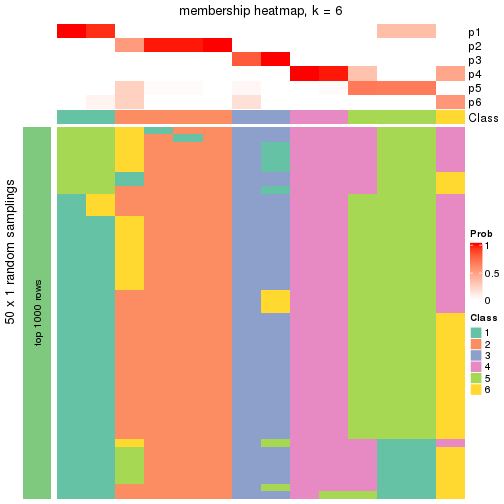 membership heatmap, k = 6
p1
p2
p3
p4
p5
p6
Class
50 x 1 random samplings
top 1000 rows
Prob
1
0.5
0
Class
1
2
3
4
5
6